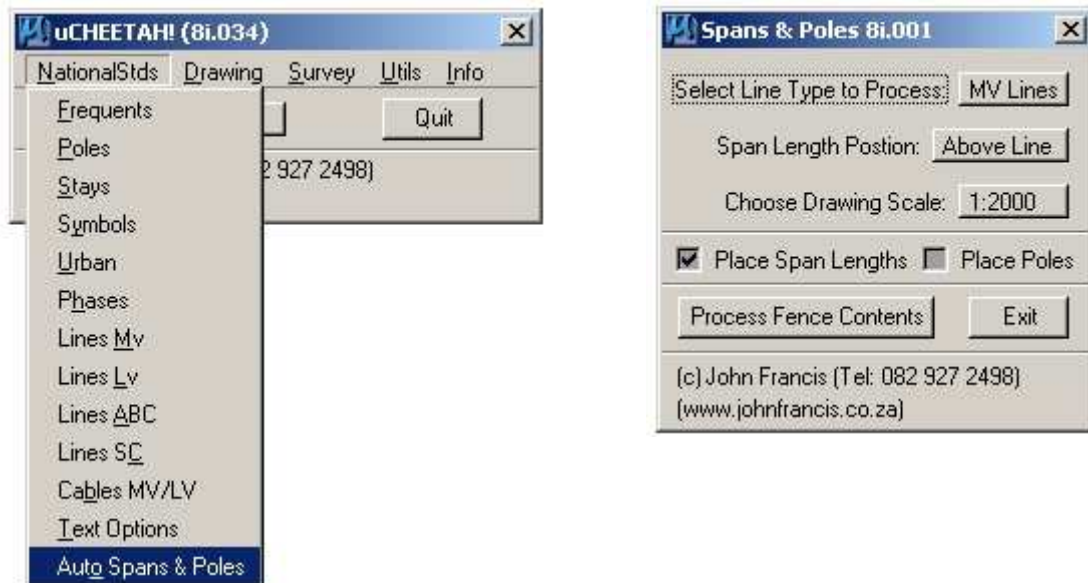 uCHEETAH! (8i.034)
NationalStds Drawing Survey Utils Info
Quit
927 2498)
Frequents
Poles
Stays
Symbols
Urban
Phases
Lines Mv
Lines Lv
Lines ABC
Lines SC
Cables MV/LV
Text Options
Auto Spans & Poles
Spans & Poles 8i.001
Select Line Type to Process: MV Lines
Span Length Postion: Above Line
Choose Drawing Scale: 1:2000
Place Span Lengths Place Poles
Process Fence Contents Exit
(c) John Francis (Tel: 082 927 2498)
(www.johnfrancis.co.za)